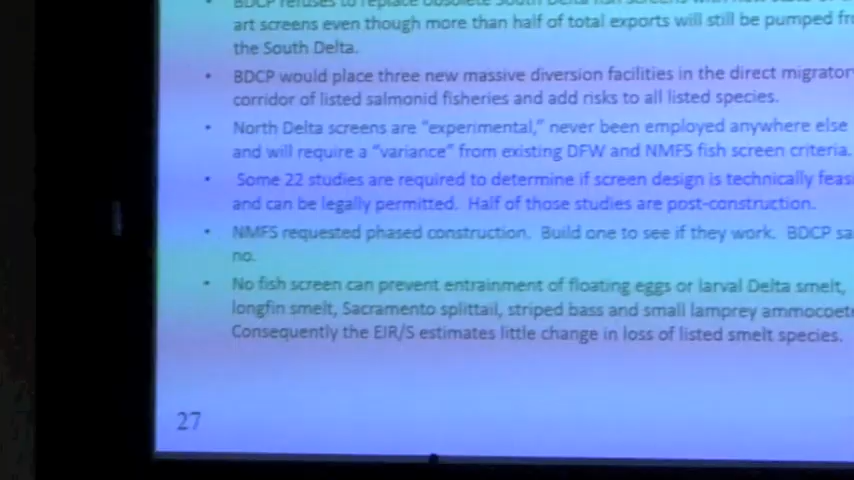 • BDCP refuses to replace obsolete South Delta fish screens with new state-of-
art screens even though more than half of total exports will still be pumped
the South Delta.
• BDCP would place three new massive diversion facilities in the direct
corridor of listed salmonid fisheries and add risks to all listed species.
• North Delta screens are "experimental," never been employed anywhere else
and will require a "variance" from existing DFW and NMFS fish screen criteria.
• Some 22 studies are required to determine if screen design is technically
and can be legally permitted. Half of those studies are post-construction.
• NMFS requested phased construction. Build one to see if they work. BDCP
no.
• No fish screen can prevent entrainment of floating eggs or larval Delta smelt,
longfin smelt, Sacramento splittail, striped bass and small lamprey
Consequently the EIR/S estimates little change in loss of listed smelt species.
27